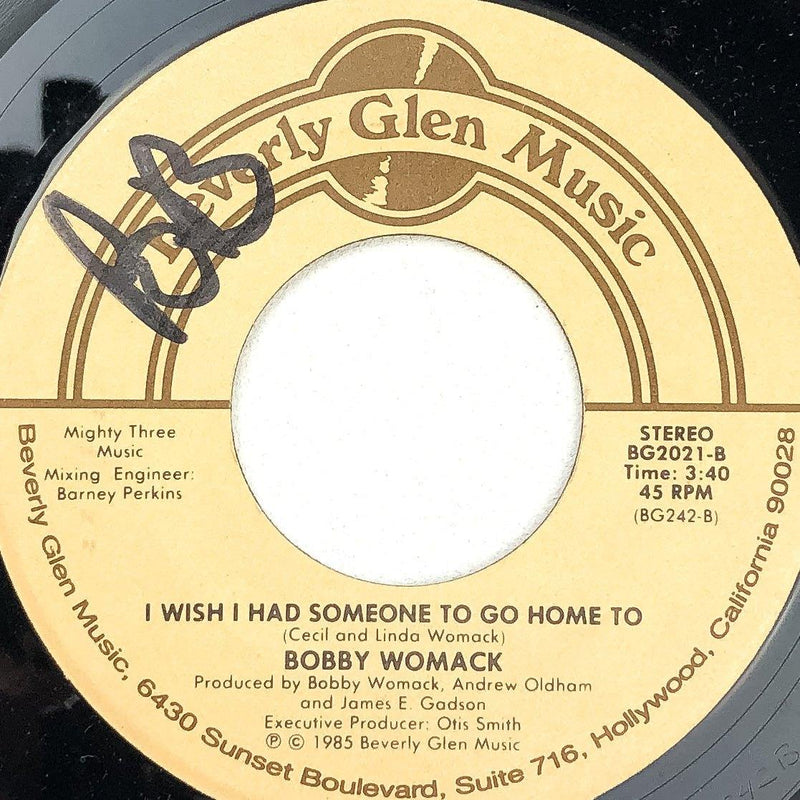 Beverly Glen Music
Mighty Three
Music
Mixing Engineer:
Barney Perkins
STEREO
BG2021-B
Time: 3:40
45 RPM
(BG242-B)
I WISH I HAD SOMEONE TO GO HOME TO
(Cecil and Linda Womack)
BOBBY WOMACK
Produced by Bobby Womack, Andrew Oldham
and James E. Gadson
Executive Producer: Otis Smith
℗ © 1985 Beverly Glen Music
Beverly Glen Music, 6430 Sunset Boulevard, Suite 716, Hollywood, California 90028